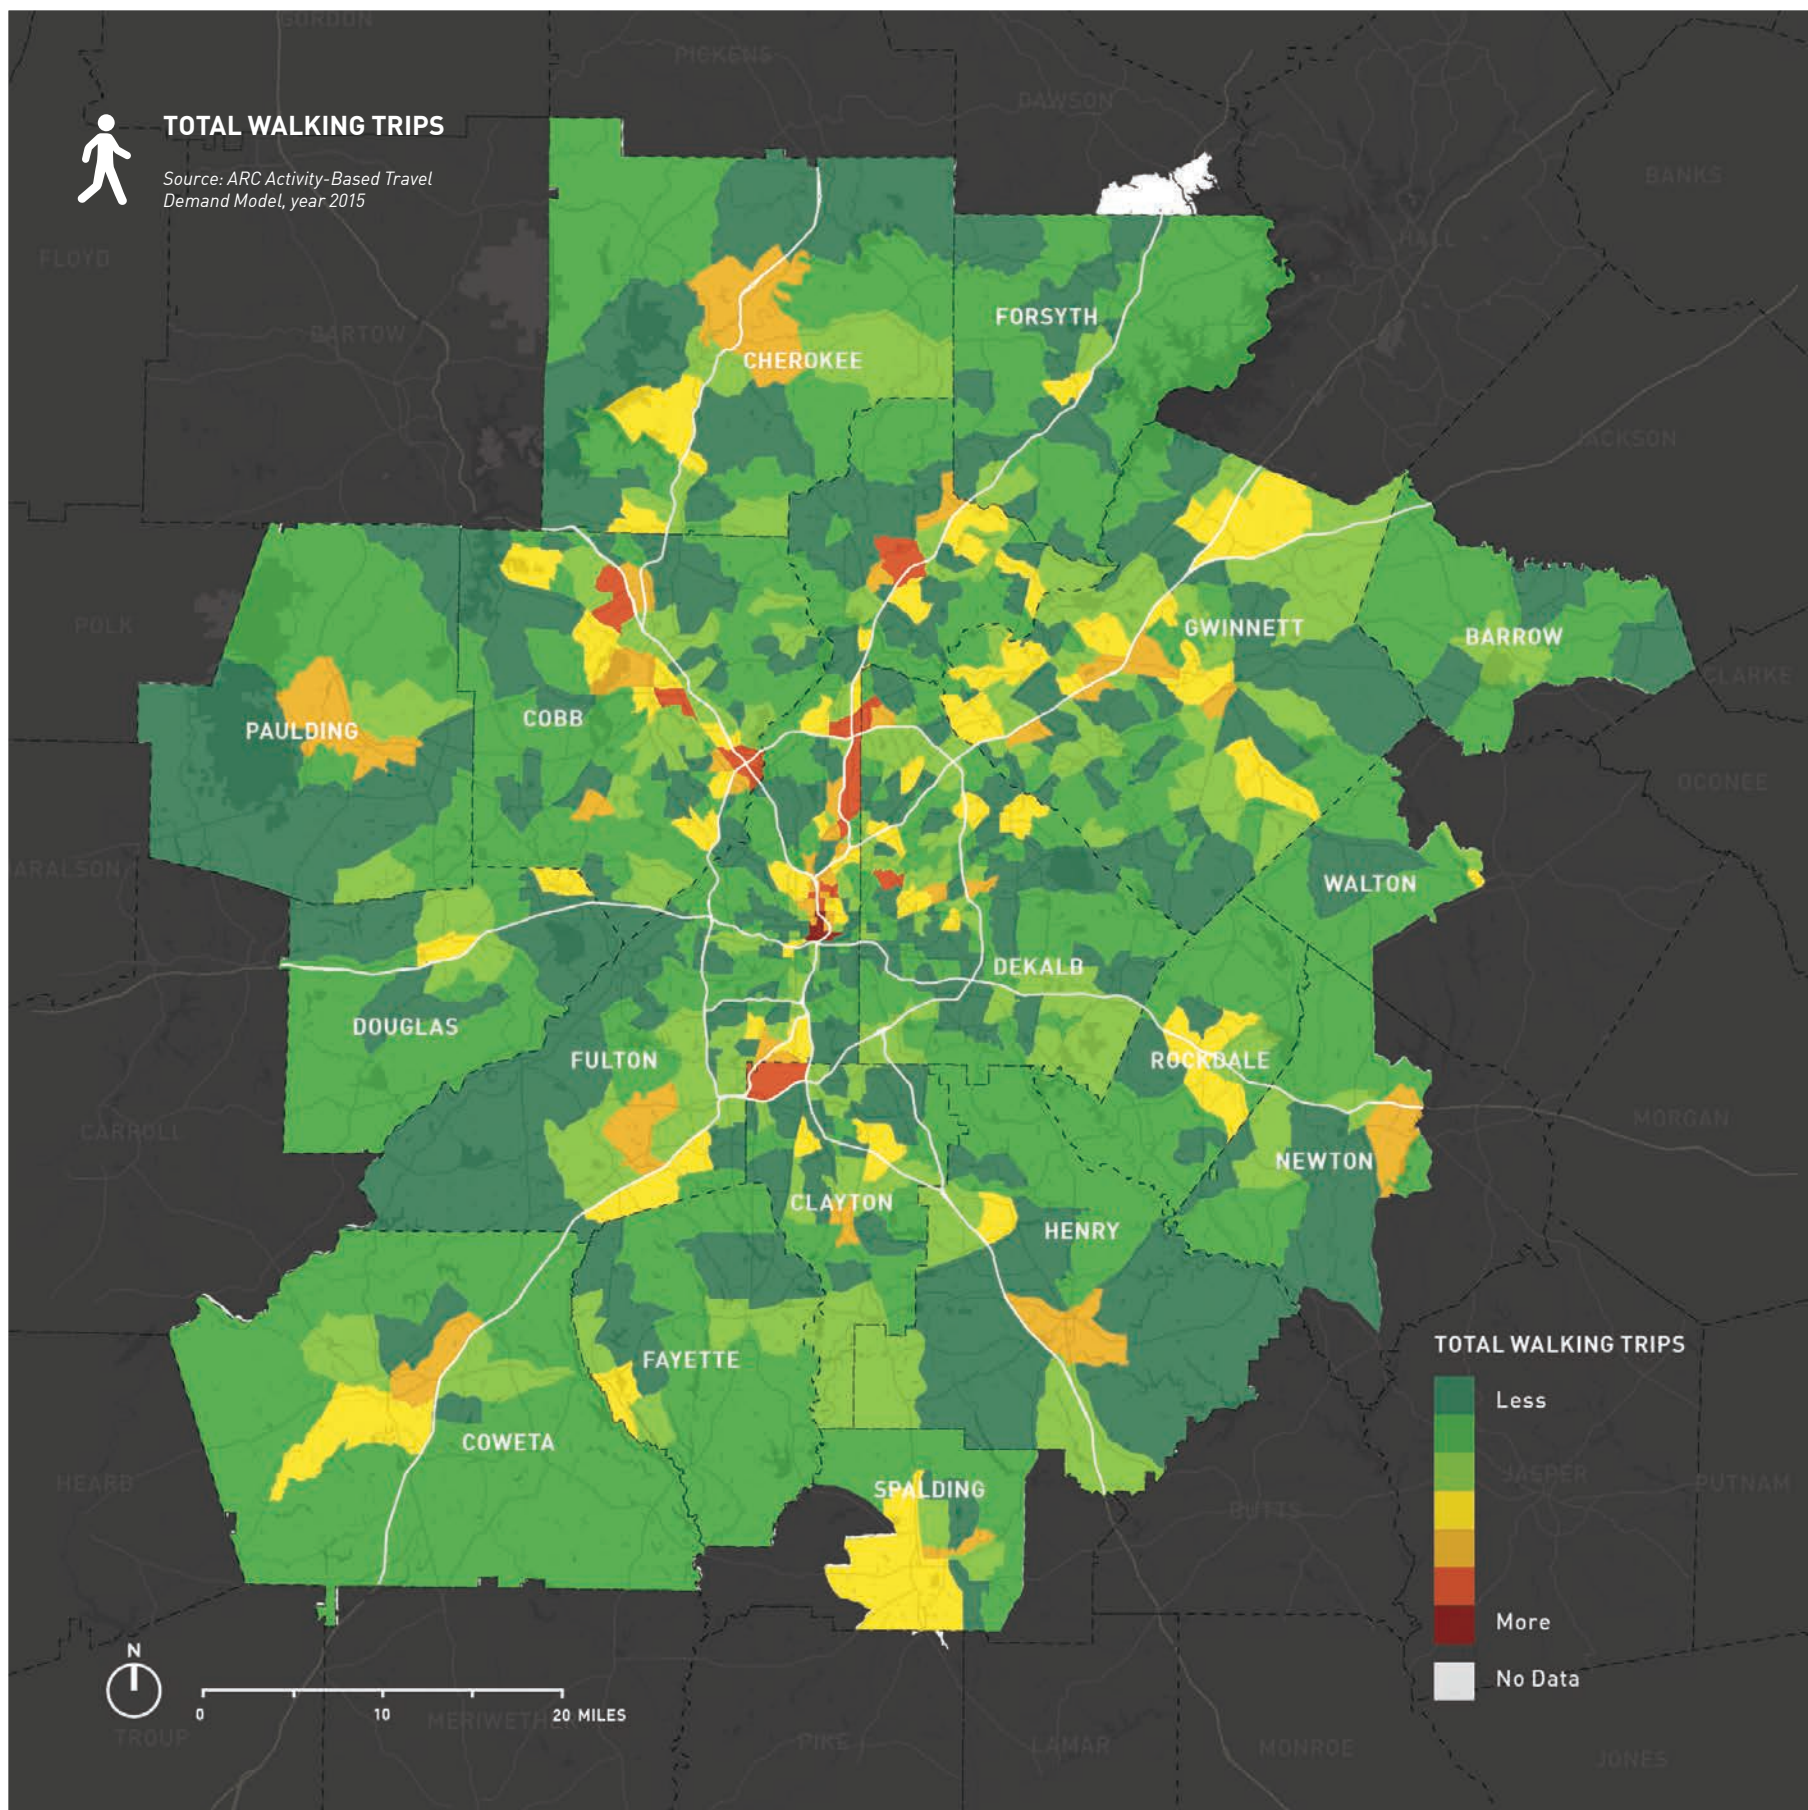 GORDON
PICKENS
DAWSON
TOTAL WALKING TRIPS
Source: ARC Activity-Based Travel
Demand Model, year 2015
BANKS
HALL
FLOYD
FORSYTH
BARTOW
CHEROKEE
JACKSON
POLK
GWINNETT
BARROW
CLARKE
COBB
PAULDING
OCONEE
ARALSON
WALTON
DEKALB
DOUGLAS
FULTON
ROCKDALE
MORGAN
CARROLL
NEWTON
CLAYTON
HENRY
TOTAL WALKING TRIPS
FAYETTE
Less
COWETA
JASPER
HEARD
PUTNAM
SPALDING
BUTTS
More
N
No Data
0 10 20 MILES
MERIWETHER
TROUP
PIKE
LAMAR
MONROE
JONES